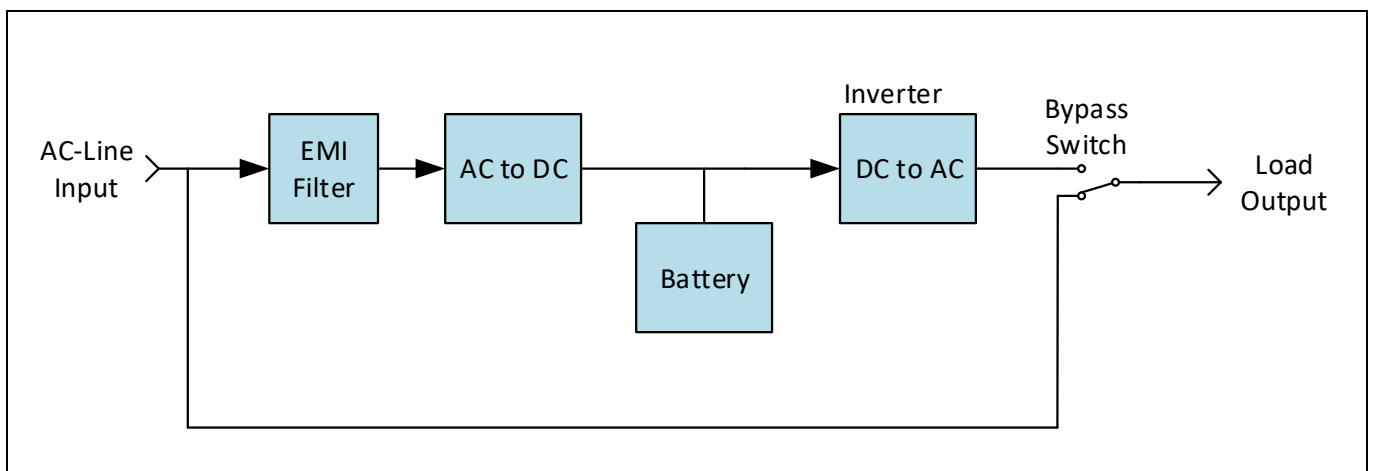 AC-Line
Input
EMI
Filter
AC to DC
Battery
Inverter
DC to AC
Bypass
Switch
Load
Output